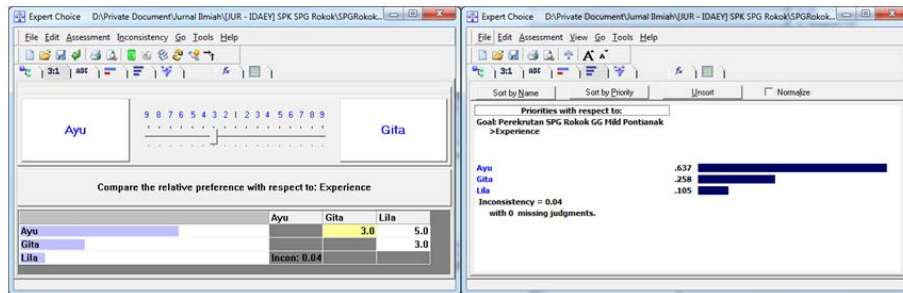 Expert Choice D:\Private Document\Jurnal Ilmiah\[JUR - IDAEY] SPK SPG Rokok\SPGRokok...
File Edit Assessment Inconsistency Go Tools Help
3:1 ABC
Ayu
9 8 7 6 5 4 3 2 1 2 3 4 5 6 7 8 9
Gita
Compare the relative preference with respect to: Experience
Ayu Gita Lila
Ayu 3.0 5.0
Gita 3.0
Lila Incon: 0.04
Expert Choice D:\Private Document\Jurnal Ilmiah\[JUR - IDAEY] SPK SPG Rokok\SPGRokok...
File Edit Assessment View Go Tools Help
A A
3:1 ABC
Sort by Name Sort by Priority Unsort Normalize
Priorities with respect to:
Goal: Perekrutan SPG Rokok GG Mild Pontianak
>Experience
Ayu .637
Gita .258
Lila .105
Inconsistency = 0.04
with 0 missing judgments.